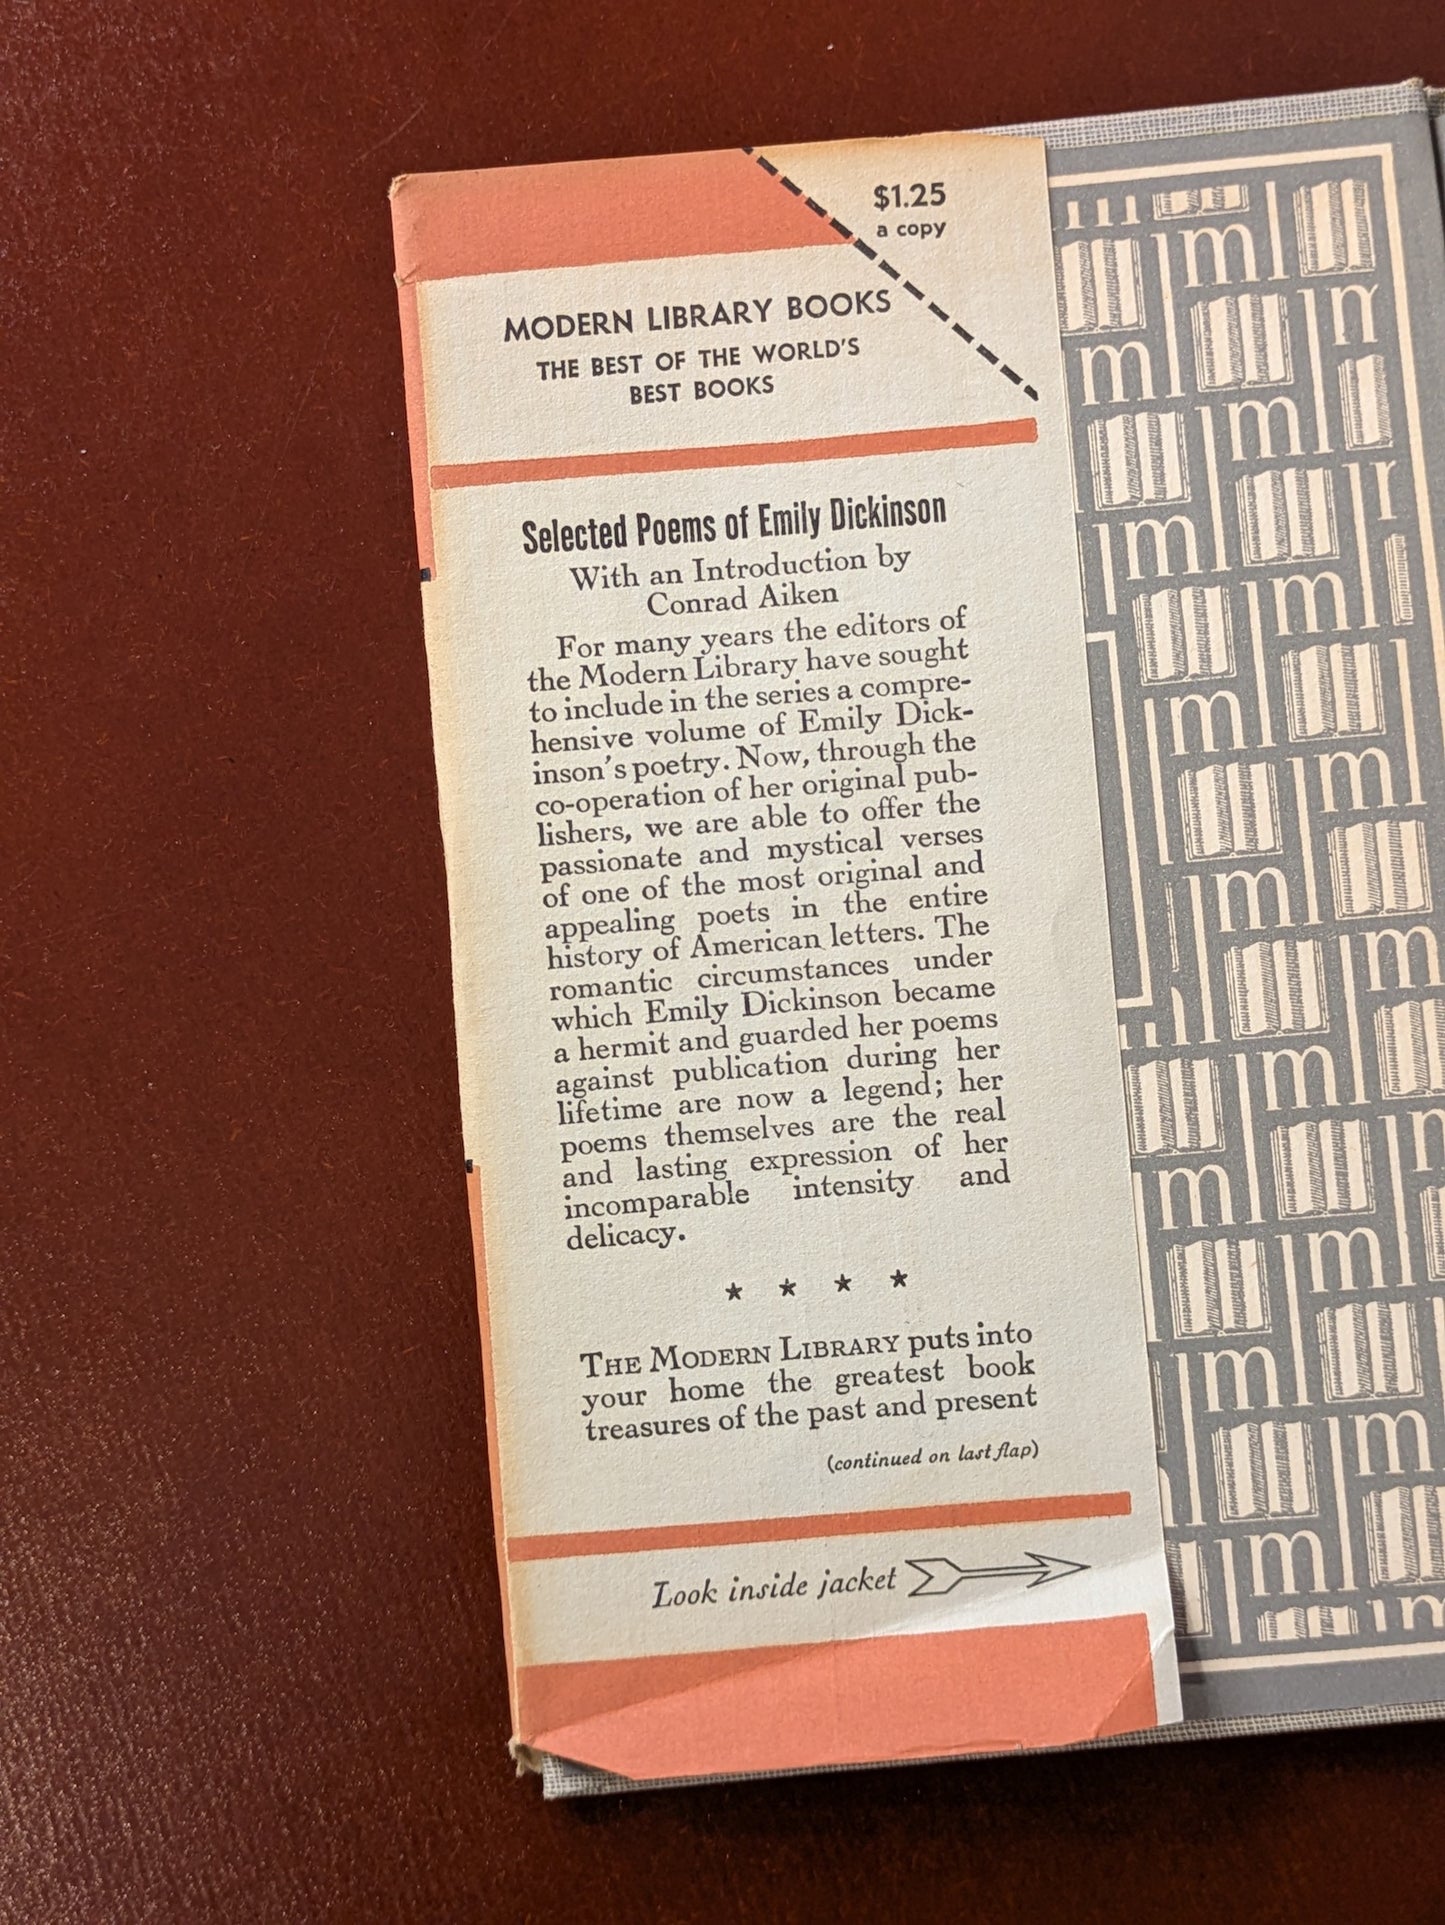 $1.25
a copy
MODERN LIBRARY BOOKS
THE BEST OF THE WORLD'S
BEST BOOKS
Selected Poems of Emily Dickinson
With an Introduction by
Conrad Aiken
For many years the editors of
the Modern Library have sought
to include in the series a compre-
hensive volume of Emily Dick-
inson's poetry. Now, through the
co-operation of her original pub-
lishers, we are able to offer the
passionate and mystical verses
of one of the most original and
appealing poets in the entire
history of American letters. The
romantic circumstances under
which Emily Dickinson became
a hermit and guarded her poems
against publication during her
lifetime are now a legend; her
poems themselves are the real
and lasting expression of her
incomparable intensity and
delicacy.
* * * *
THE MODERN LIBRARY puts into
your home the greatest book
treasures of the past and present
(continued on last flap)
Look inside jacket